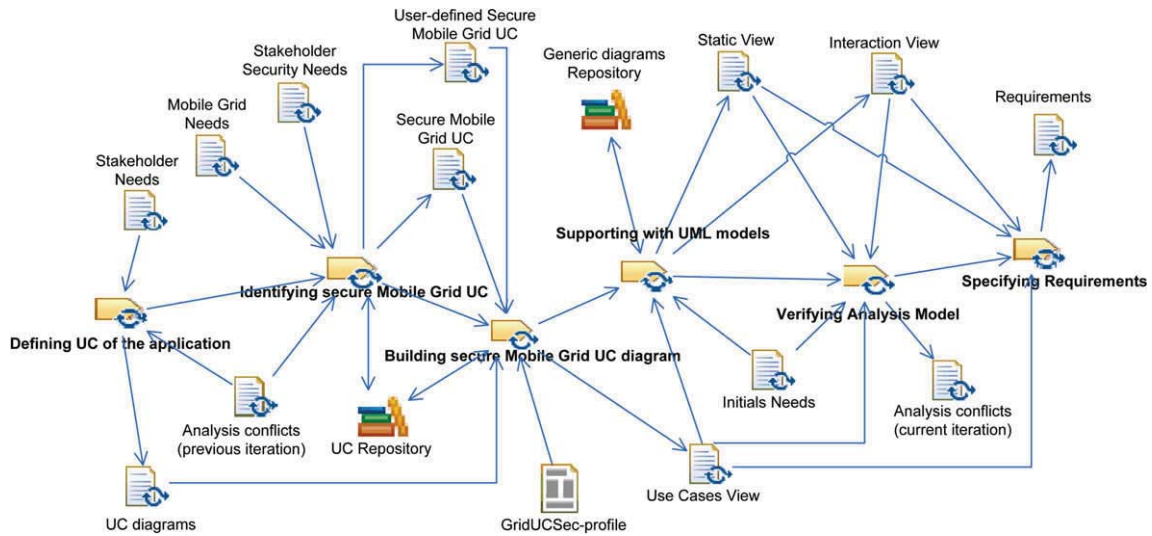 User-defined Secure
Mobile Grid UC
Stakeholder
Security Needs
Generic diagrams
Repository
Static View
Interaction View
Requirements
Mobile Grid
Needs
Secure Mobile
Grid UC
Stakeholder
Needs
Supporting with UML models
Identifying secure Mobile Grid UC
Specifying Requirements
Defining UC of the application
Building secure Mobile Grid UC diagram
Verifying Analysis Model
Analysis conflicts
(previous iteration)
UC Repository
Initials Needs
Analysis conflicts
(current iteration)
UC diagrams
GridUCSec-profile
Use Cases View